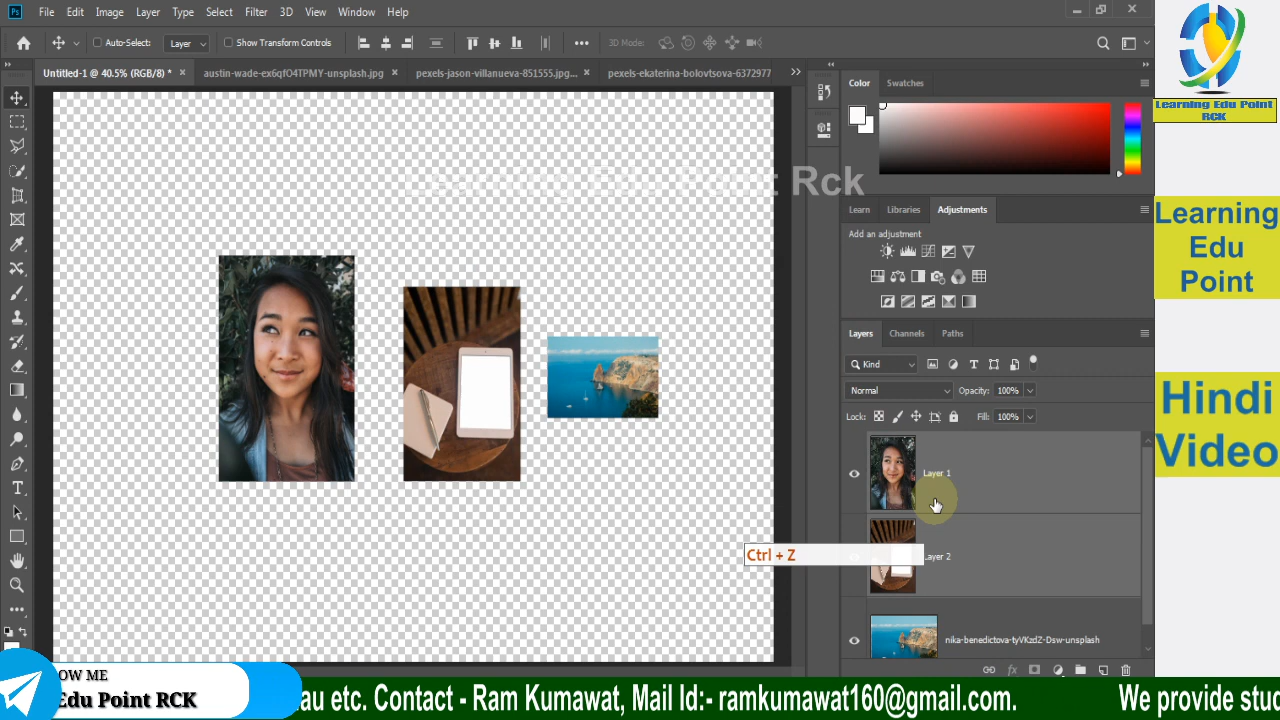 Ps File Edit Image Layer Type Select Filter 3D View Window Help
Auto-Select: Layer Show Transform Controls 3D Mode:
Untitled-1 @ 40.5% (RGB/8) * × austin-wade-ex6qfO4TPMY-unsplash.jpg × pexels-jason-villanueva-851555.jpg... × pexels-ekaterina-bolovtsova-6372977
Color Swatches
Learning Edu Point
RCK
Rck
Learn Libraries Adjustments
Add an adjustment
Learning
Edu
Point
Layers Channels Paths
Kind
Normal Opacity: 100%
Lock: Fill: 100%
Hindi
Video
Layer 1
Ctrl + Z
Layer 2
nika-benedictova-tyVKzdZ-Dsw-unsplash
OW ME
Edu Point RCK
au etc. Contact - Ram Kumawat, Mail Id:- ramkumawat160@gmail.com. We provide stud